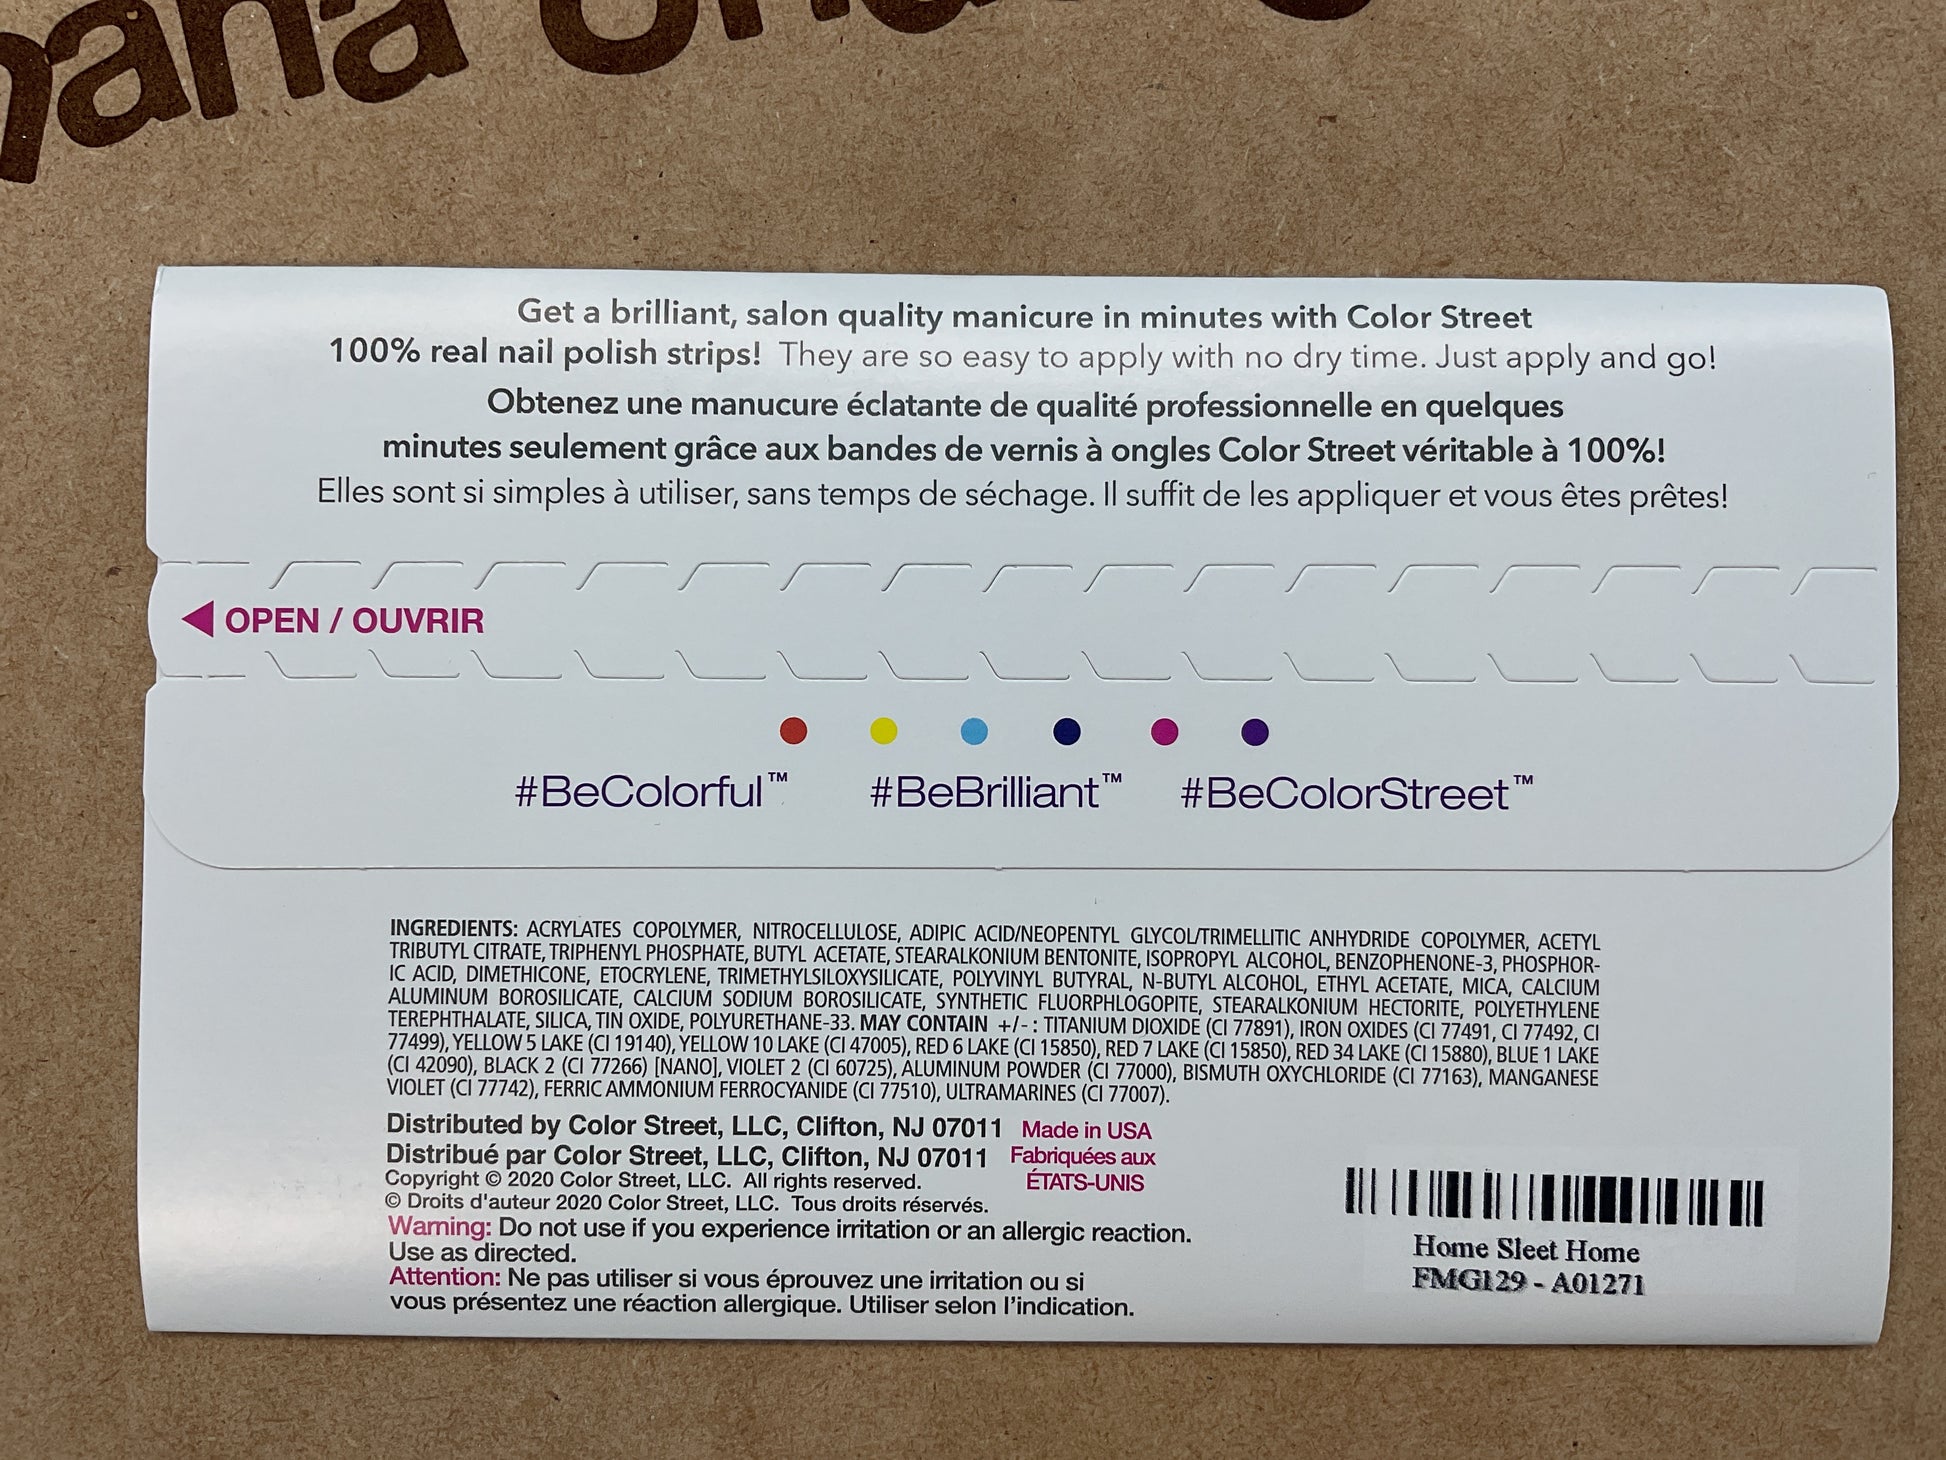 Get a brilliant, salon quality manicure in minutes with Color Street
100% real nail polish strips! They are so easy to apply with no dry time. Just apply and go!
Obtenez une manucure éclatante de qualité professionnelle en quelques
minutes seulement grâce aux bandes de vernis à ongles Color Street véritable à 100%!
Elles sont si simples à utiliser, sans temps de séchage. Il suffit de les appliquer et vous êtes prêtes!
OPEN / OUVRIR
#BeColorful™ #BeBrilliant™ #BeColorStreet™
INGREDIENTS: ACRYLATES COPOLYMER, NITROCELLULOSE, ADIPIC ACID/NEOPENTYL GLYCOL/TRIMELLITIC ANHYDRIDE COPOLYMER, ACETYL
TRIBUTYL CITRATE, TRIPHENYL PHOSPHATE, BUTYL ACETATE, STEARALKONIUM BENTONITE, ISOPROPYL ALCOHOL, BENZOPHENONE-3, PHOSPHOR-
IC ACID, DIMETHICONE, ETOCRYLENE, TRIMETHYLSILOXYSILICATE, POLYVINYL BUTYRAL, N-BUTYL ALCOHOL, ETHYL ACETATE, MICA, CALCIUM
ALUMINUM BOROSILICATE, CALCIUM SODIUM BOROSILICATE, SYNTHETIC FLUORPHLOGOPITE, STEARALKONIUM HECTORITE, POLYETHYLENE
TEREPHTHALATE, SILICA, TIN OXIDE, POLYURETHANE-33. MAY CONTAIN +/- : TITANIUM DIOXIDE (CI 77891), IRON OXIDES (CI 77491, CI 77492, CI
77499), YELLOW 5 LAKE (CI 19140), YELLOW 10 LAKE (CI 47005), RED 6 LAKE (CI 15850), RED 7 LAKE (CI 15850), RED 34 LAKE (CI 15880), BLUE 1 LAKE
(CI 42090), BLACK 2 (CI 77266) [NANO], VIOLET 2 (CI 60725), ALUMINUM POWDER (CI 77000), BISMUTH OXYCHLORIDE (CI 77163), MANGANESE
VIOLET (CI 77742), FERRIC AMMONIUM FERROCYANIDE (CI 77510), ULTRAMARINES (CI 77007).
Distributed by Color Street, LLC, Clifton, NJ 07011 Made in USA
Distribué par Color Street, LLC, Clifton, NJ 07011 Fabriquées aux
ÉTATS-UNIS
Copyright © 2020 Color Street, LLC. All rights reserved.
© Droits d'auteur 2020 Color Street, LLC. Tous droits réservés.
Warning: Do not use if you experience irritation or an allergic reaction.
Use as directed.
Attention: Ne pas utiliser si vous éprouvez une irritation ou si
vous présentez une réaction allergique. Utiliser selon l'indication.
Home Sleet Home
FMG129 - A01271